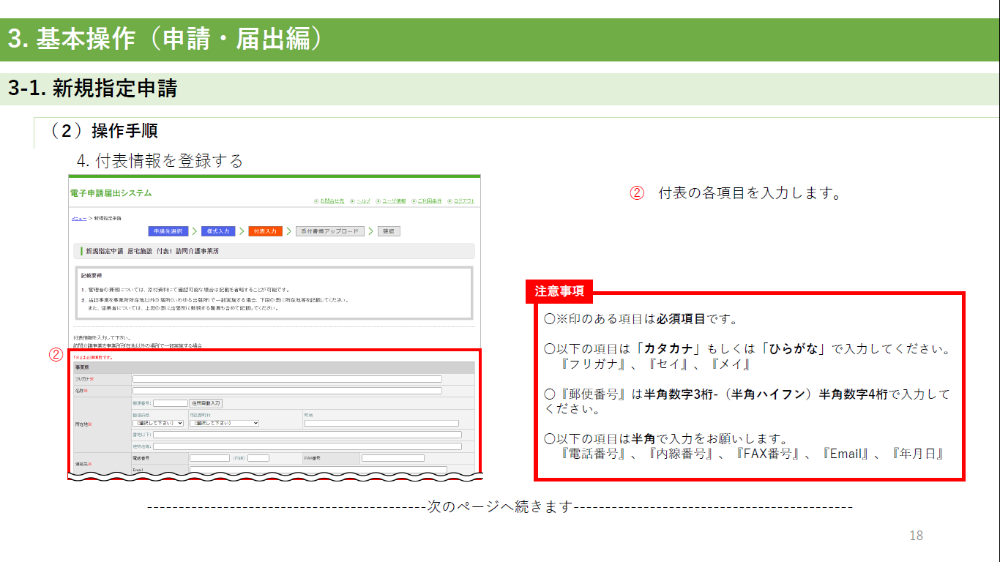 3. 基本操作（申請・届出編）
3-1. 新規指定申請
（2）操作手順
4. 付表情報を登録する
電子申請届出システム
お問合せ先 ヘルプ ユーザ情報 ご利用条件 ログアウト
メニュー > 新規指定申請
申請先選択 > 様式入力 > 付表入力 > 添付書類アップロード > 確認
新規指定申請 居宅施設 付表1 訪問介護事業所
記載要領
1. 管理者の兼務については、添付資料にて確認可能な場合は記載を省略することが可能です。
2. 当該事業を事業所所在地以外の場所(いわゆる出張所)で一部実施する場合、下段の表に所在地等を記載してください。
また、従業者については、上段の表に出張所に勤務する職員も含めて記載してください。
付表情報を入力して下さい。
訪問介護事業を事業所所在地以外の場所で一部実施する場合
②
「※」は必須項目です。
事業所
フリガナ※
名称※
所在地※
郵便番号: 住所自動入力
都道府県 市区郡町村 町域
(選択して下さい) (選択して下さい)
番地以下:
建物名等:
連絡先※
電話番号 (内線) FAX番号
Email
② 付表の各項目を入力します。
注意事項
〇※印のある項目は必須項目です。
〇以下の項目は「カタカナ」もしくは「ひらがな」で入力してください。
『フリガナ』、『セイ』、『メイ』
〇『郵便番号』は半角数字3桁-（半角ハイフン）半角数字4桁で入力して
ください。
〇以下の項目は半角で入力をお願いします。
『電話番号』、『内線番号』、『FAX番号』、『Email』、『年月日』
--------------------------------------------次のページへ続きます--------------------------------------------
18